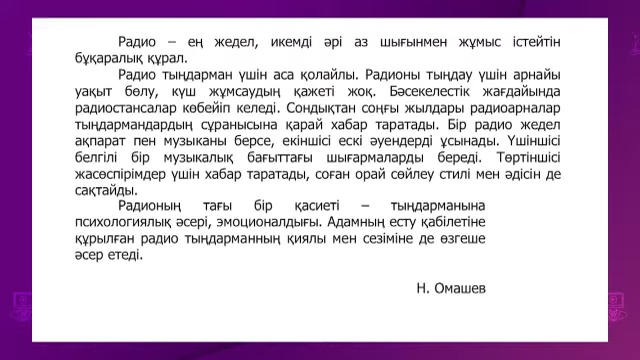 Радио – ең жедел, икемді әрі аз шығынмен жұмыс істейтін
бұқаралық құрал.
Радио тыңдарман үшін аса қолайлы. Радионы тыңдау үшін арнайы
уақыт бөлу, күш жұмсаудың қажеті жоқ. Бәсекелестік жағдайында
радиостансалар көбейіп келеді. Сондықтан соңғы жылдары радиоарналар
тыңдармандардың сұранысына қарай хабар таратады. Бір радио жедел
ақпарат пен музыканы берсе, екіншісі ескі әуендерді ұсынады. Үшіншісі
белгілі бір музыкалық бағыттағы шығармаларды береді. Төртіншісі
жасөспірімдер үшін хабар таратады, соған орай сөйлеу стилі мен әдісін де
сақтайды.
Радионың тағы бір қасиеті – тыңдарманына
психологиялық әсері, эмоционалдығы. Адамның есту қабілетіне
құрылған радио тыңдарманның қиялы мен сезіміне де өзгеше
әсер етеді.
Н. Омашев